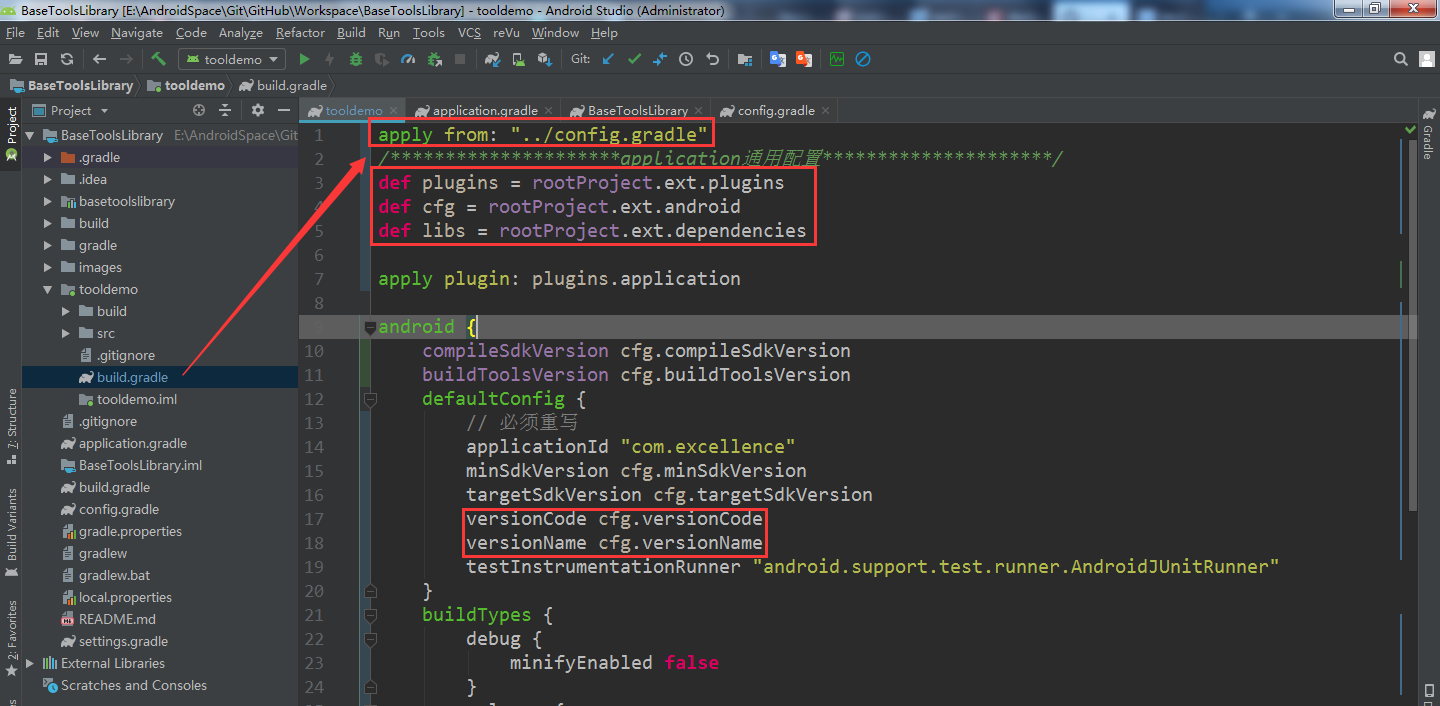 BaseToolsLibrary [E:\AndroidSpace\Git\GitHub\Workspace\BaseToolsLibrary] - tooldemo - Android Studio (Administrator)
File Edit View Navigate Code Analyze Refactor Build Run Tools VCS reVu Window Help
tooldemo Git:
BaseToolsLibrary tooldemo build.gradle
Project
tooldemo application.gradle BaseToolsLibrary config.gradle
Project
7: Structure
Build Variants
2: Favorites
BaseToolsLibrary E:\AndroidSpace\Git
.gradle
.idea
basetoolslibrary
build
gradle
images
tooldemo
build
src
.gitignore
build.gradle
tooldemo.iml
.gitignore
application.gradle
BaseToolsLibrary.iml
build.gradle
config.gradle
gradle.properties
gradlew
gradlew.bat
local.properties
README.md
settings.gradle
External Libraries
Scratches and Consoles
1 apply from: "../config.gradle"
2 /*********************application通用配置*********************/
3 def plugins = rootProject.ext.plugins
4 def cfg = rootProject.ext.android
5 def libs = rootProject.ext.dependencies
6
7 apply plugin: plugins.application
8
9 android {
10 compileSdkVersion cfg.compileSdkVersion
11 buildToolsVersion cfg.buildToolsVersion
12 defaultConfig {
13 // 必须重写
14 applicationId "com.excellence"
15 minSdkVersion cfg.minSdkVersion
16 targetSdkVersion cfg.targetSdkVersion
17 versionCode cfg.versionCode
18 versionName cfg.versionName
19 testInstrumentationRunner "android.support.test.runner.AndroidJUnitRunner"
20 }
21 buildTypes {
22 debug {
23 minifyEnabled false
24 }
Gradle